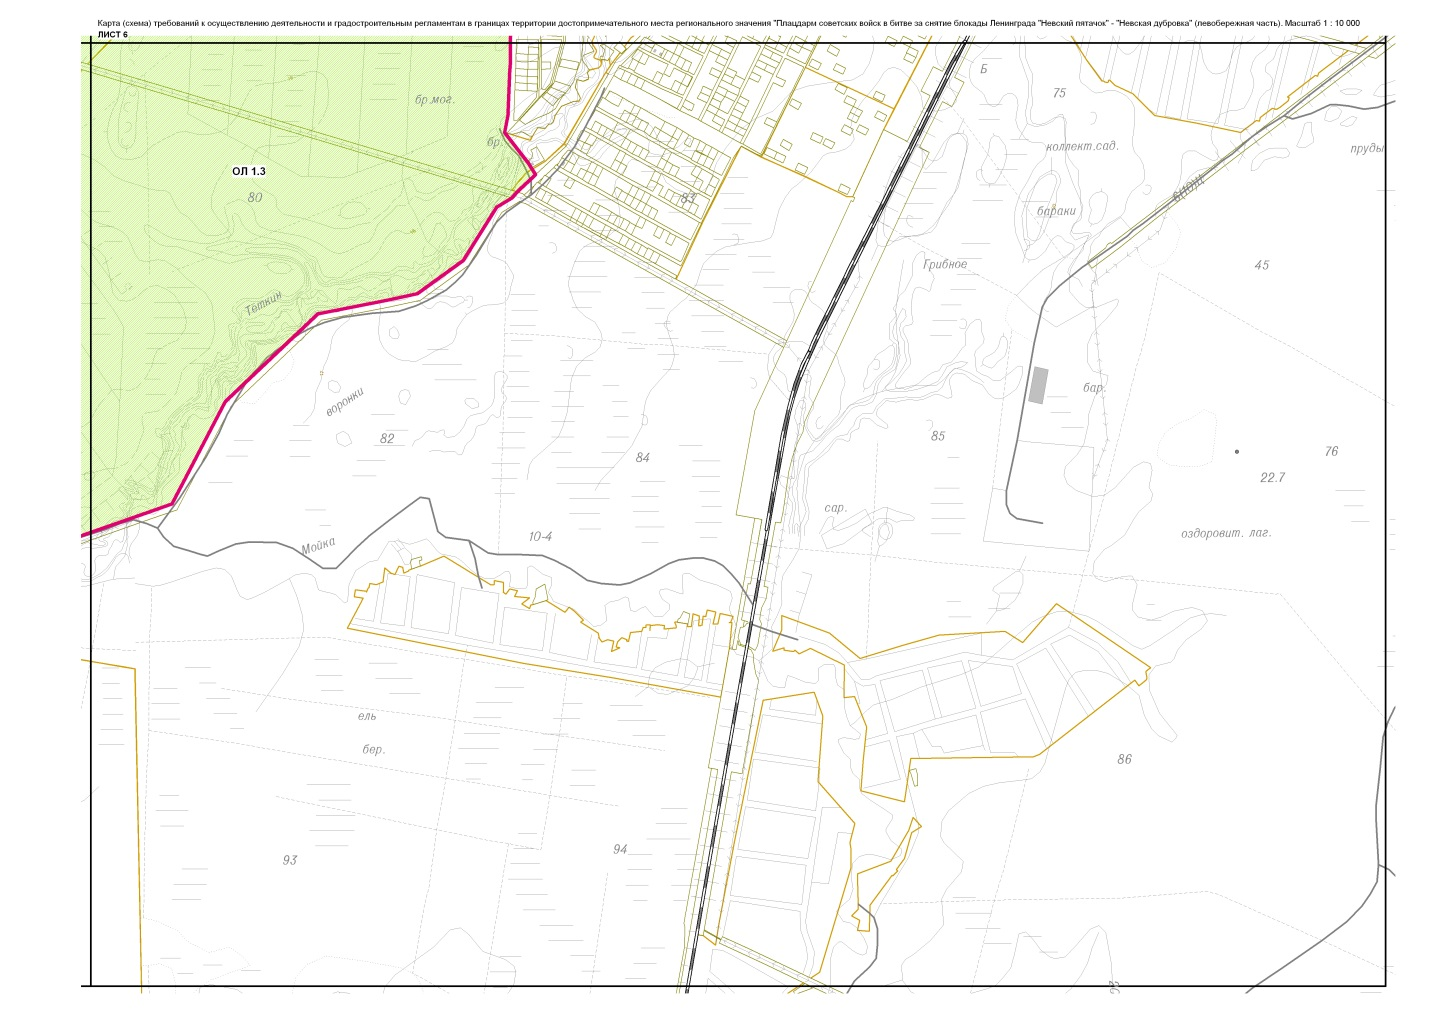 Карта (схема) требований к осуществлению деятельности и градостроительным регламентам в границах территории достопримечательного места регионального значения "Плацдарм советских войск в битве за снятие блокады Ленинграда "Невский пятачок" - "Невская дубровка" (левобережная часть). Масштаб 1 : 10 000
ЛИСТ 6
Б
75
бр.мог.
бр.
коллект.сад.
пруды
ОЛ 1.3
80
83
бараки
Грибное
45
Тёткин
воронки
бар.
82
84
85
76
22.7
сар.
10-4
Мойка
оздоровит. лаг.
ель
бер.
86
93
94